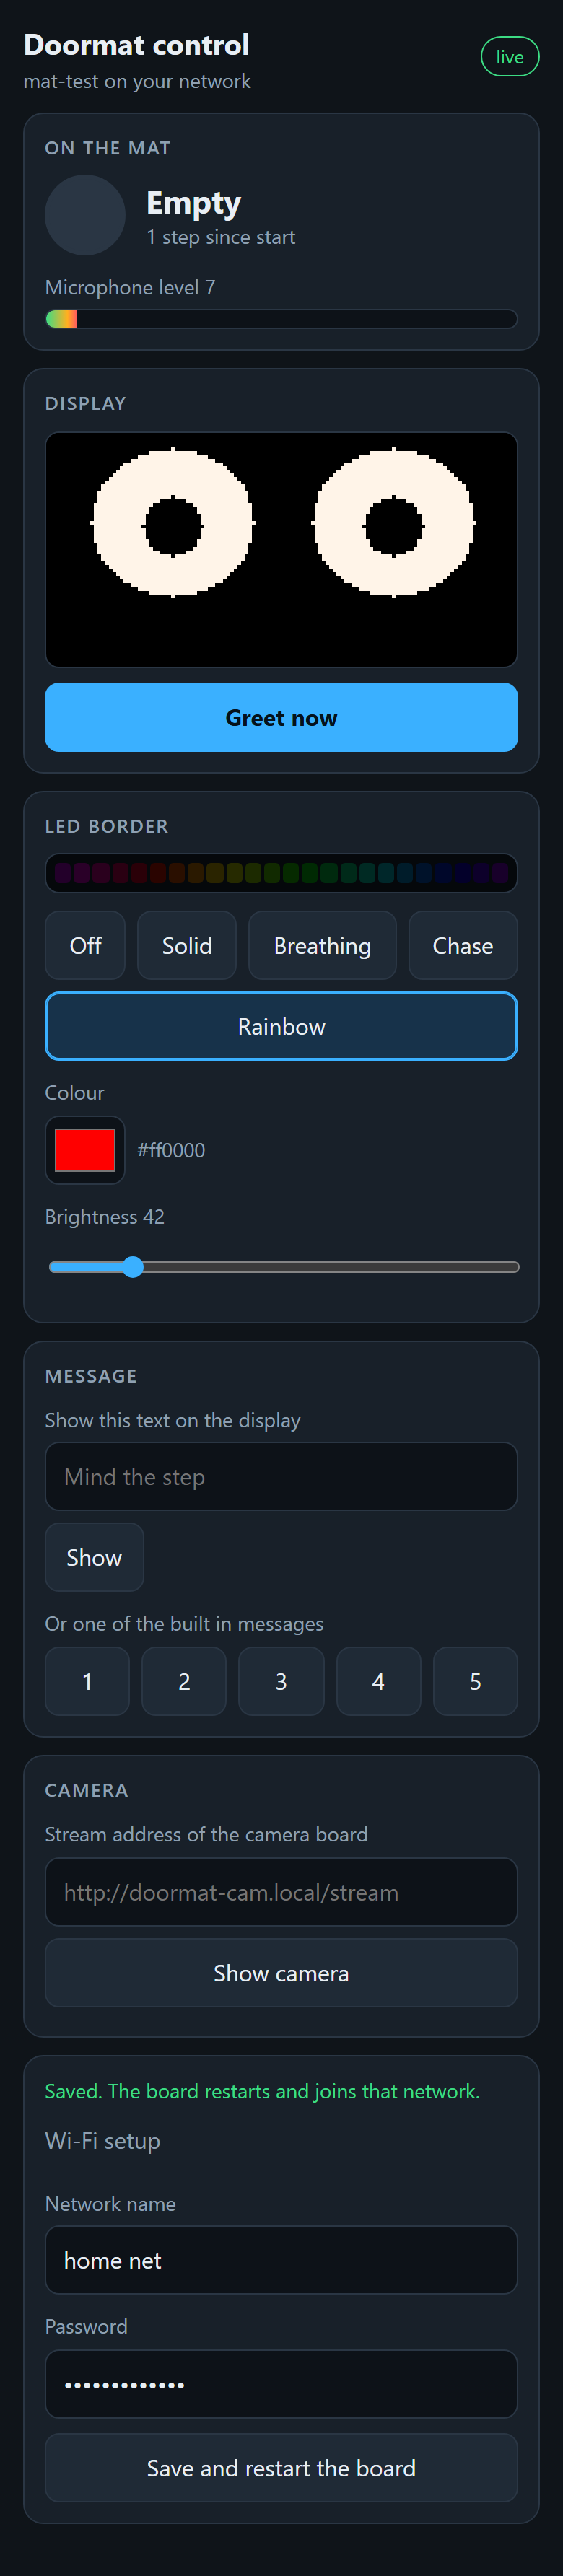 Doormat control
mat-test on your network
live
ON THE MAT
Empty
1 step since start
Microphone level 7
DISPLAY
Greet now
LED BORDER
Off
Solid
Breathing
Chase
Rainbow
Colour
#ff0000
Brightness 42
MESSAGE
Show this text on the display
Mind the step
Show
Or one of the built in messages
1
2
3
4
5
CAMERA
Stream address of the camera board
http://doormat-cam.local/stream
Show camera
Saved. The board restarts and joins that network.
Wi-Fi setup
Network name
home net
Password
•••••••••••••
Save and restart the board